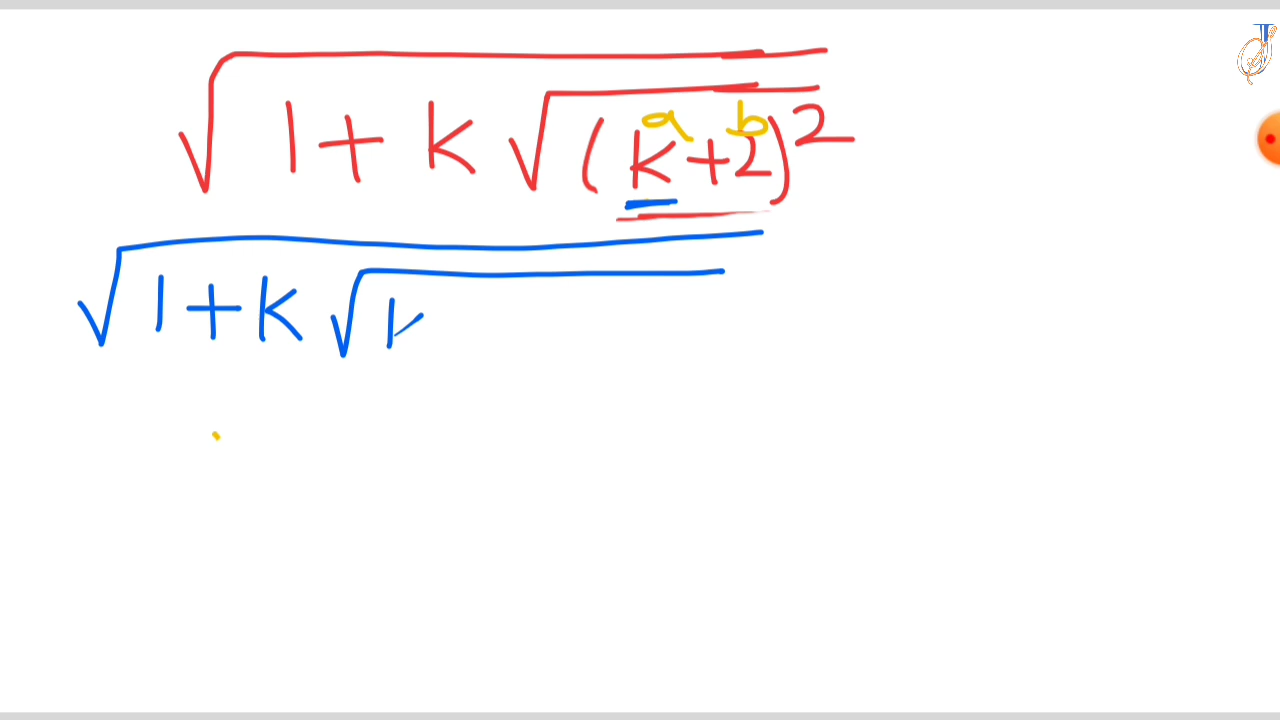 √(1 + k√((k + 2)²))
a b
√(1 + k√(k